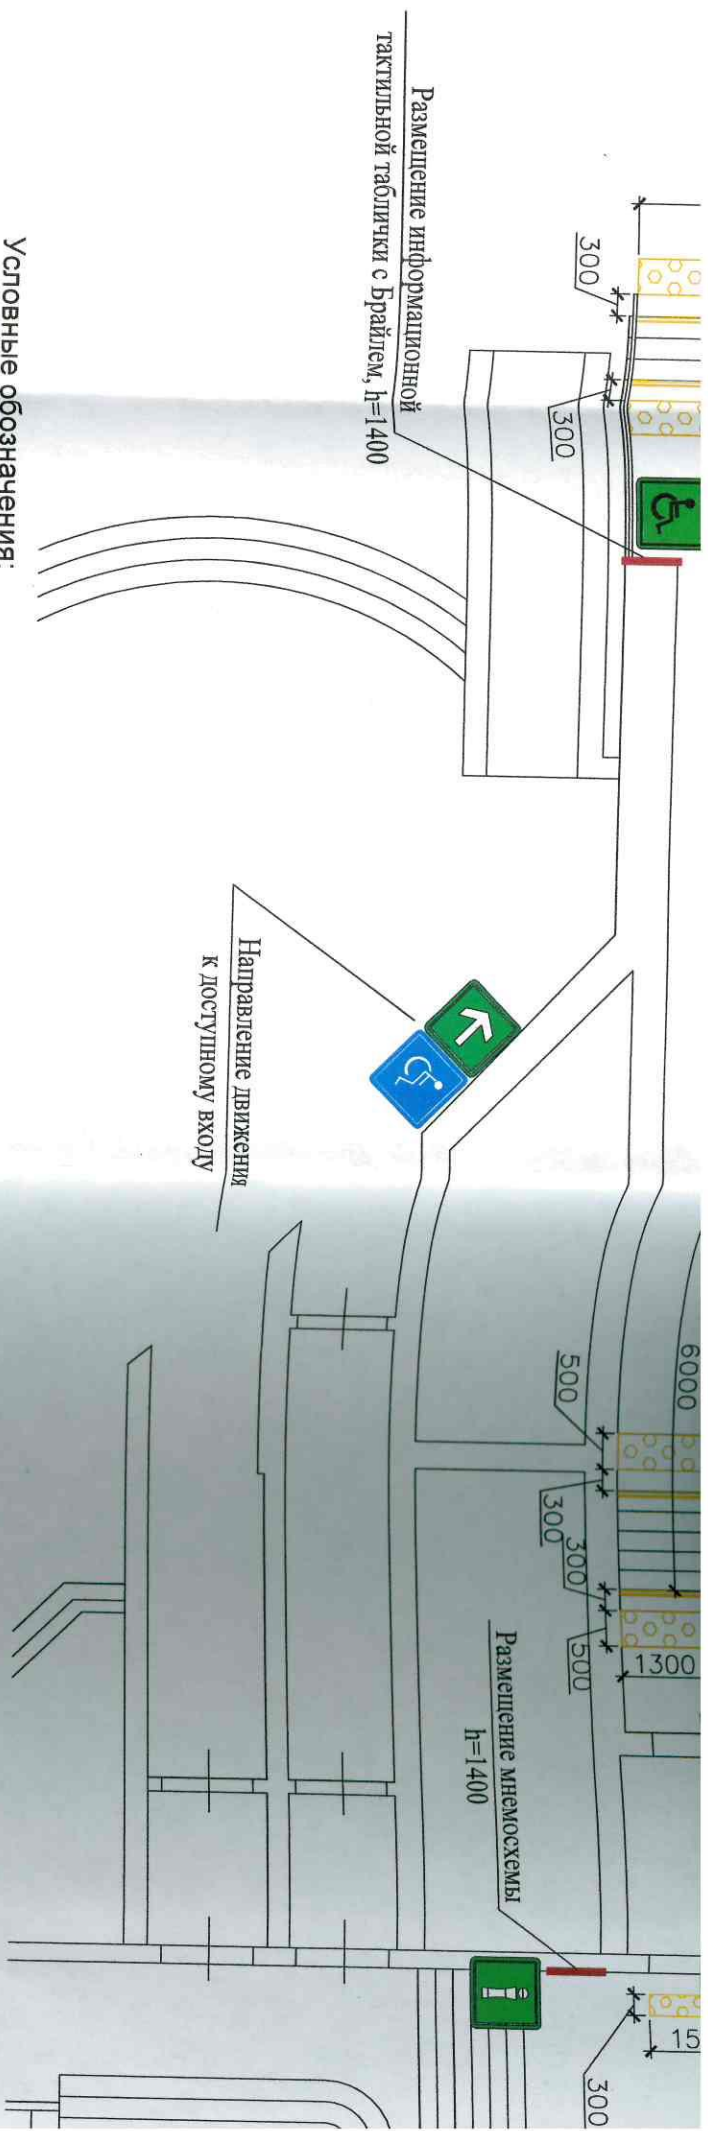 300
300
Размещение информационной
тактильной таблички с Брайлем, h=1400
Направление движения
к доступному входу
6000
500
300
300
500
1300
Размещение мнемосхемы
h=1400
15
300
Условные обозначения: